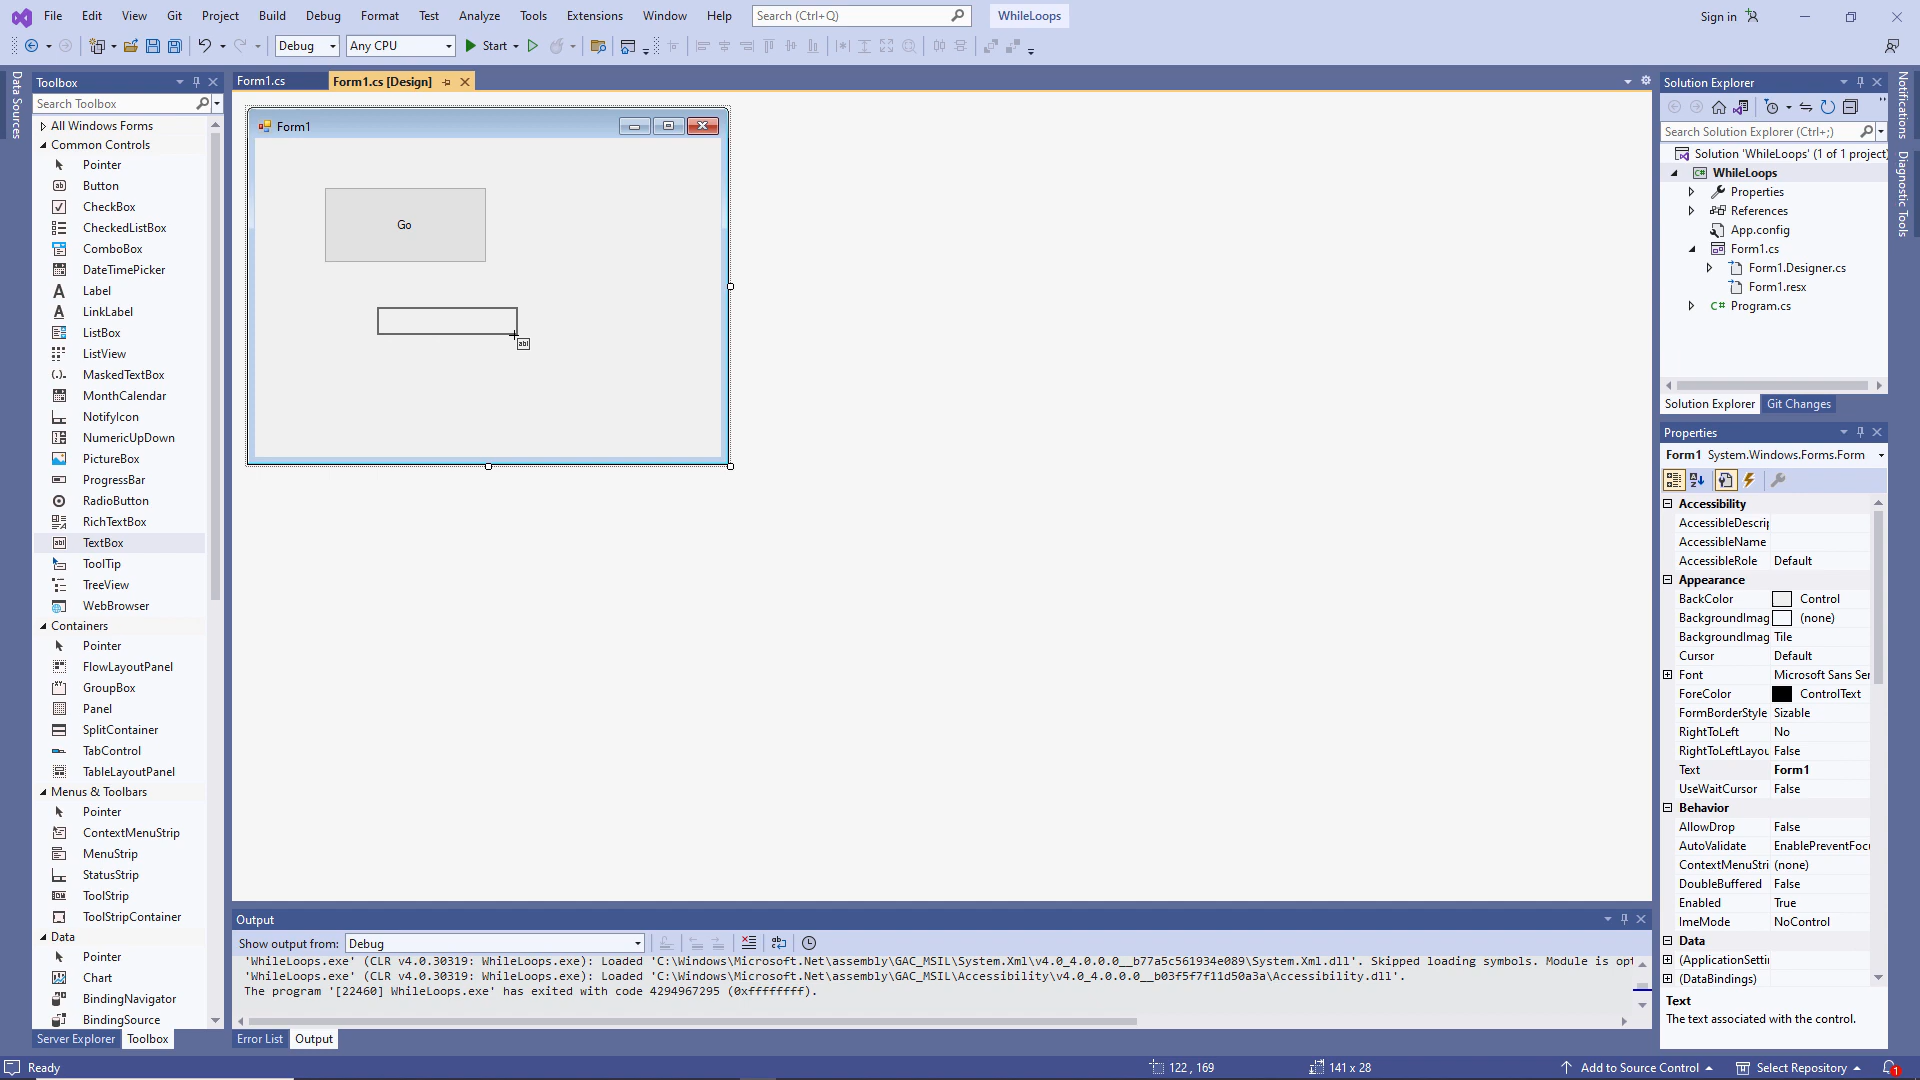 File Edit View Git Project Build Debug Format Test Analyze Tools Extensions Window Help Search (Ctrl+Q) WhileLoops Sign in
Debug Any CPU Start
Data Sources
Toolbox
Search Toolbox
All Windows Forms
Common Controls
Pointer
Button
CheckBox
CheckedListBox
ComboBox
DateTimePicker
Label
LinkLabel
ListBox
ListView
MaskedTextBox
MonthCalendar
NotifyIcon
NumericUpDown
PictureBox
ProgressBar
RadioButton
RichTextBox
TextBox
ToolTip
TreeView
WebBrowser
Containers
Pointer
FlowLayoutPanel
GroupBox
Panel
SplitContainer
TabControl
TableLayoutPanel
Menus & Toolbars
Pointer
ContextMenuStrip
MenuStrip
StatusStrip
ToolStrip
ToolStripContainer
Data
Pointer
Chart
BindingNavigator
BindingSource
Server Explorer Toolbox
Form1.cs Form1.cs [Design]
Form1
Go
Output
Show output from: Debug
'WhileLoops.exe' (CLR v4.0.30319: WhileLoops.exe): Loaded 'C:\Windows\Microsoft.Net\assembly\GAC_MSIL\System.Xml\v4.0_4.0.0.0__b77a5c561934e089\System.Xml.dll'. Skipped loading symbols. Module is opt
'WhileLoops.exe' (CLR v4.0.30319: WhileLoops.exe): Loaded 'C:\Windows\Microsoft.Net\assembly\GAC_MSIL\Accessibility\v4.0_4.0.0.0__b03f5f7f11d50a3a\Accessibility.dll'.
The program '[22460] WhileLoops.exe' has exited with code 4294967295 (0xffffffff).
Error List Output
Solution Explorer
Search Solution Explorer (Ctrl+;)
Solution 'WhileLoops' (1 of 1 project)
WhileLoops
Properties
References
App.config
Form1.cs
Form1.Designer.cs
Form1.resx
Program.cs
Solution Explorer Git Changes
Properties
Form1 System.Windows.Forms.Form
Accessibility
AccessibleDescrip
AccessibleName
AccessibleRole Default
Appearance
BackColor Control
BackgroundImag (none)
BackgroundImag Tile
Cursor Default
Font Microsoft Sans Ser
ForeColor ControlText
FormBorderStyle Sizable
RightToLeft No
RightToLeftLayou False
Text Form1
UseWaitCursor False
Behavior
AllowDrop False
AutoValidate EnablePreventFocu
ContextMenuStri (none)
DoubleBuffered False
Enabled True
ImeMode NoControl
Data
(ApplicationSettin
(DataBindings)
Text
The text associated with the control.
Notifications
Diagnostic Tools
Ready 122 , 169 141 x 28 Add to Source Control Select Repository 1